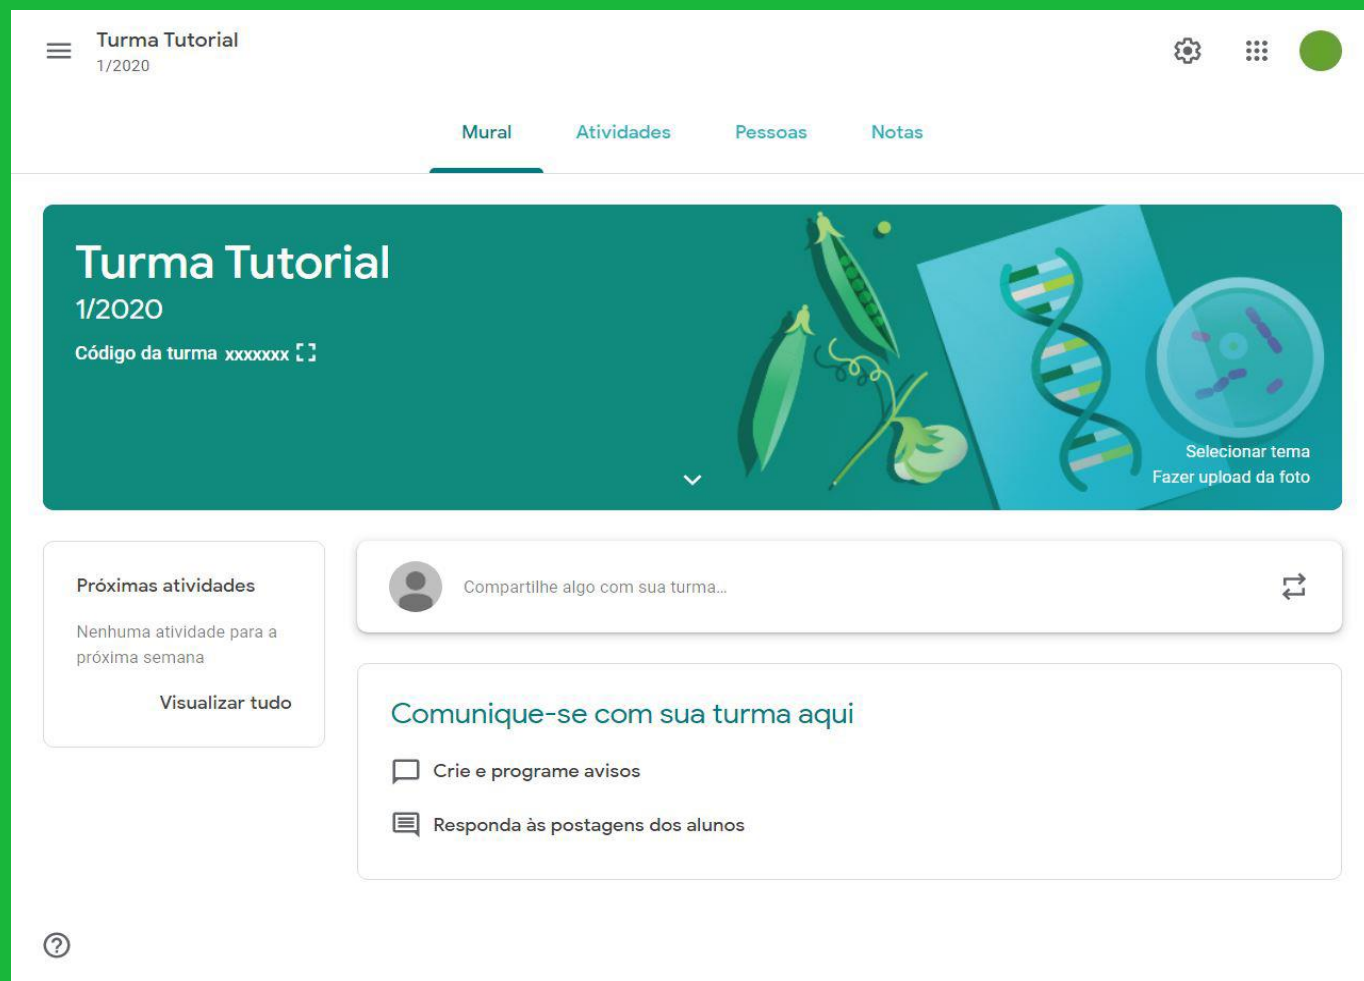 Turma Tutorial
1/2020
Mural Atividades Pessoas Notas
Turma Tutorial
1/2020
Código da turma xxxxxxx
Selecionar tema
Fazer upload da foto
Próximas atividades
Nenhuma atividade para a
próxima semana
Visualizar tudo
Compartilhe algo com sua turma...
Comunique-se com sua turma aqui
Crie e programe avisos
Responda às postagens dos alunos